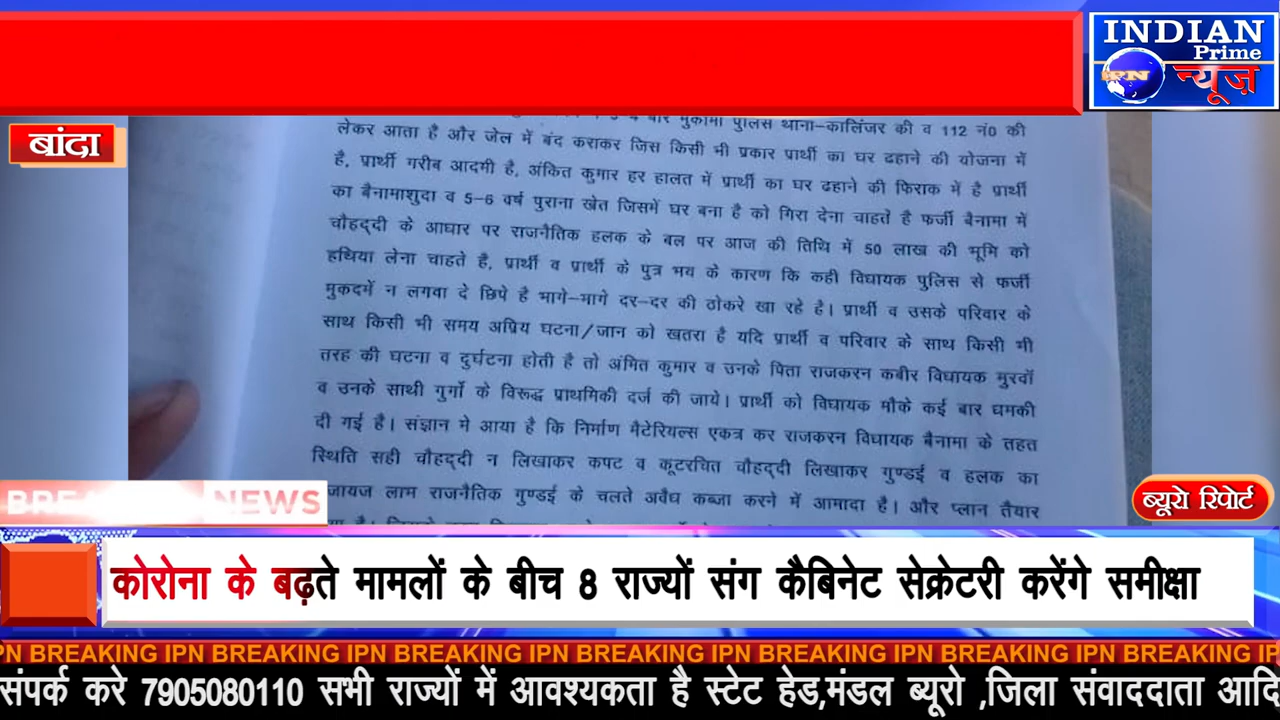 INDIAN
Prime
IPN न्यूज़
बांदा
बार मुकामी पुलिस थाना–कालिंजर की व 112 नं0 की
लेकर आता है और जेल में बंद कराकर जिस किसी भी प्रकार प्रार्थी का घर ढहाने की योजना में
है, प्रार्थी गरीब आदमी है, अंकित कुमार हर हालत में प्रार्थी का घर ढहाने की फिराक में है प्रार्थी
का बैनामाशुदा व 5–6 वर्ष पुराना खेत जिसमें घर बना है को गिरा देना चाहते है फर्जी बैनामा में
चौहद्दी के आधार पर राजनैतिक हलक के बल पर आज की तिथि में 50 लाख की भूमि को
हथिया लेना चाहते है, प्रार्थी व प्रार्थी के पुत्र भय के कारण कि कही विधायक पुलिस से फर्जी
मुकदमें न लगवा दे छिपे है भागे–भागे दर–दर की ठोकरे खा रहे है। प्रार्थी व उसके परिवार के
साथ किसी भी समय अप्रिय घटना/जान को खतरा है यदि प्रार्थी व परिवार के साथ किसी भी
तरह की घटना व दुर्घटना होती है तो अंमित कुमार व उनके पिता राजकरन कबीर विधायक मुरवॉ
व उनके साथी गुर्गो के विरूद्ध प्राथमिकी दर्ज की जाये। प्रार्थी को विधायक मौके कई बार धमकी
दी गई है। संज्ञान मे आया है कि निर्माण मैटेरियल्स एकत्र कर राजकरन विधायक बैनामा के तहत
स्थिति सही चौहद्दी न लिखाकर कपट व कूटरचित चौहद्दी लिखाकर गुण्डई व हलक का
जायज लाभ राजनैतिक गुण्डई के चलते अवैध कब्जा करने में आमादा है। और प्लान तैयार
BREAKING NEWS
ब्यूरो रिपोर्ट
कोरोना के बढ़ते मामलों के बीच 8 राज्यों संग कैबिनेट सेक्रेटरी करेंगे समीक्षा
PN BREAKING IPN BREAKING IPN BREAKING IPN BREAKING IPN BREAKING IPN BREAKING IPN BREAKING IP
संपर्क करे 7905080110 सभी राज्यों में आवश्यकता है स्टेट हेड,मंडल ब्यूरो ,जिला संवाददाता आदि